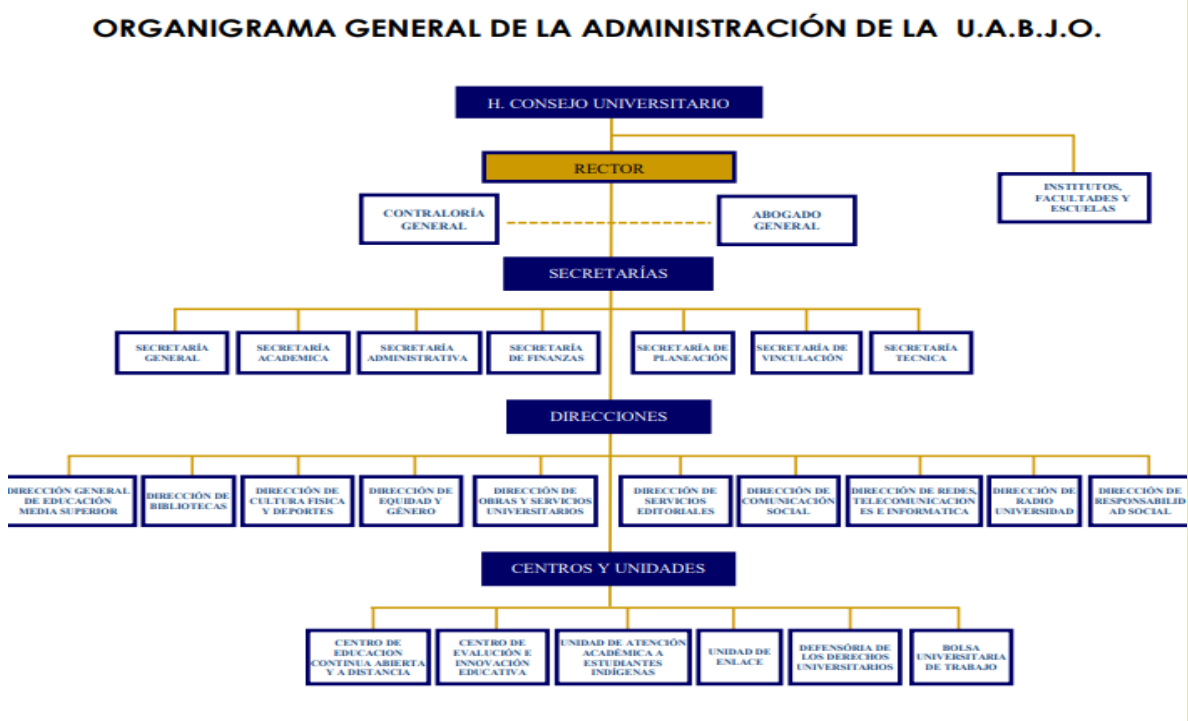 ORGANIGRAMA GENERAL DE LA ADMINISTRACIÓN DE LA U.A.B.J.O.
H. CONSEJO UNIVERSITARIO
RECTOR
INSTITUTOS,
FACULTADES Y
ESCUELAS
CONTRALORÍA
GENERAL
ABOGADO
GENERAL
SECRETARÍAS
SECRETARÍA
GENERAL
SECRETARÍA
ACADEMICA
SECRETARÍA
ADMINISTRATIVA
SECRETARÍA
DE FINANZAS
SECRETARÍA DE
PLANEACIÓN
SECRETARÍA DE
VINCULACIÓN
SECRETARÍA
TECNICA
DIRECCIONES
DIRECCIÓN GENERAL
DE EDUCACIÓN
MEDIA SUPERIOR
DIRECCIÓN DE
BIBLIOTECAS
DIRECCIÓN DE
CULTURA FISICA
Y DEPORTES
DIRECCIÓN DE
EQUIDAD Y
GÉNERO
DIRECCIÓN DE
OBRAS Y SERVICIOS
UNIVERSITARIOS
DIRECCIÓN DE
SERVICIOS
EDITORIALES
DIRECCIÓN DE
COMUNICACIÓN
SOCIAL
DIRECCIÓN DE REDES,
TELECOMUNICACION
ES E INFORMATICA
DIRECCIÓN DE
RADIO
UNIVERSIDAD
DIRECCIÓN DE
RESPONSABILID
AD SOCIAL
CENTROS Y UNIDADES
CENTRO DE
EDUCACION
CONTINUA ABIERTA
Y A DISTANCIA
CENTRO DE
EVALUCIÓN E
INNOVACIÓN
EDUCATIVA
UNIDAD DE ATENCIÓN
ACADÉMICA A
ESTUDIANTES
INDÍGENAS
UNIDAD DE
ENLACE
DEFENSÓRIA DE
LOS DERECHOS
UNIVERSITARIOS
BOLSA
UNIVERSITARIA
DE TRABAJO